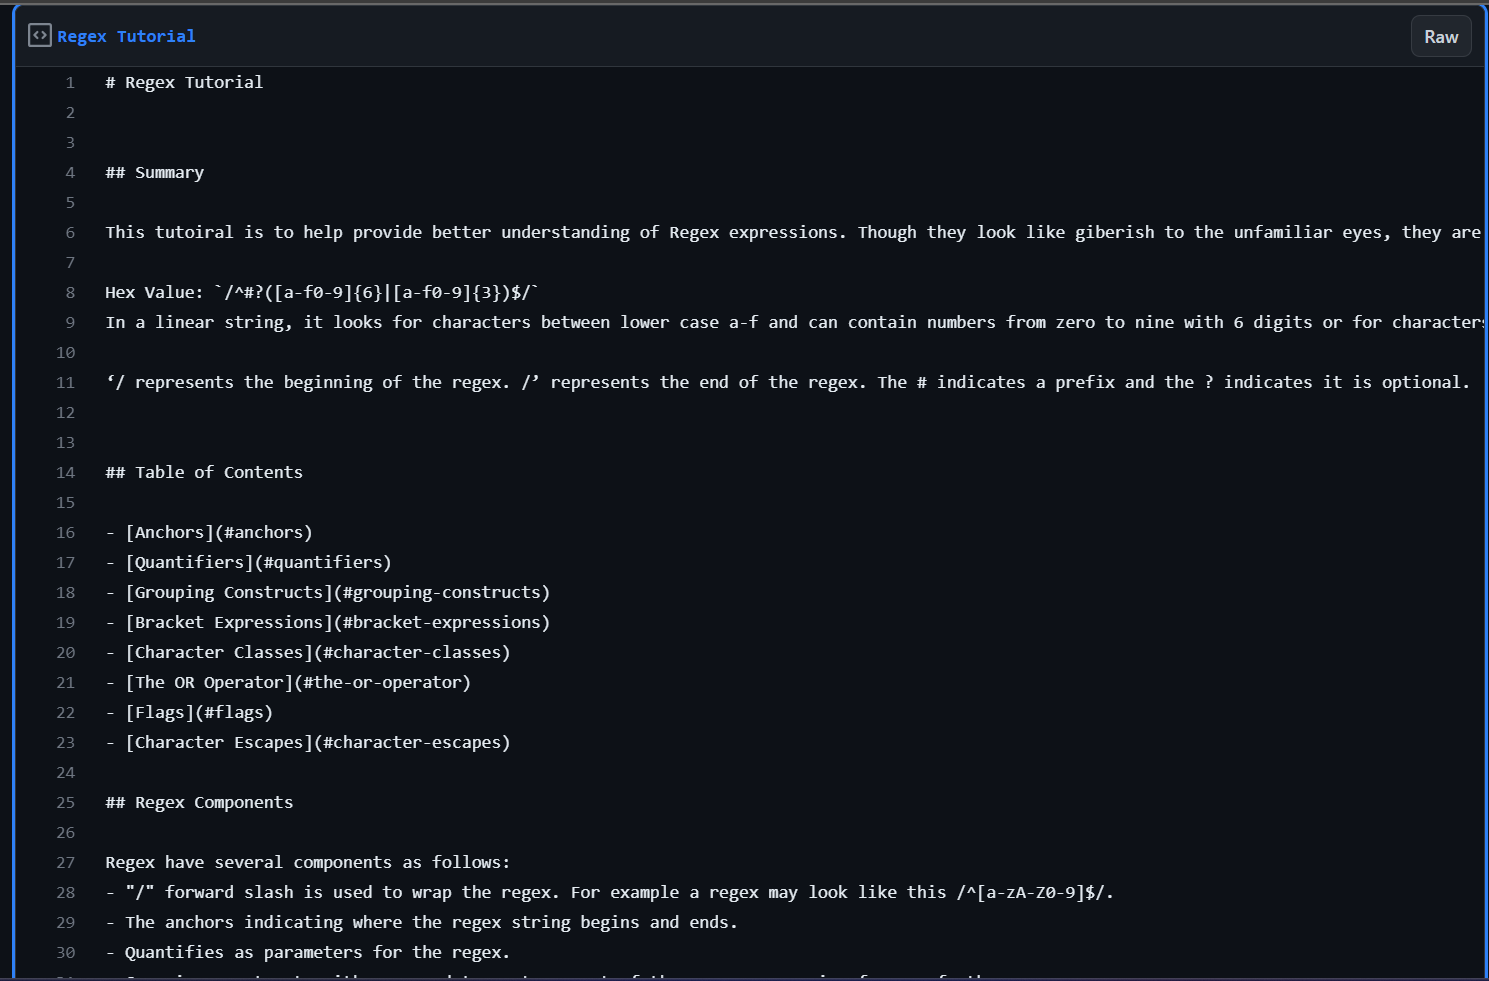 Regex Tutorial
Raw
1 # Regex Tutorial
2
3
4 ## Summary
5
6 This tutoiral is to help provide better understanding of Regex expressions. Though they look like giberish to the unfamiliar eyes, they are
7
8 Hex Value: `/^#?([a-f0-9]{6}|[a-f0-9]{3})$/`
9 In a linear string, it looks for characters between lower case a-f and can contain numbers from zero to nine with 6 digits or for characters
10
11 ‘/ represents the beginning of the regex. /’ represents the end of the regex. The # indicates a prefix and the ? indicates it is optional.
12
13
14 ## Table of Contents
15
16 - [Anchors](#anchors)
17 - [Quantifiers](#quantifiers)
18 - [Grouping Constructs](#grouping-constructs)
19 - [Bracket Expressions](#bracket-expressions)
20 - [Character Classes](#character-classes)
21 - [The OR Operator](#the-or-operator)
22 - [Flags](#flags)
23 - [Character Escapes](#character-escapes)
24
25 ## Regex Components
26
27 Regex have several components as follows:
28 - "/" forward slash is used to wrap the regex. For example a regex may look like this /^[a-zA-Z0-9]$/.
29 - The anchors indicating where the regex string begins and ends.
30 - Quantifies as parameters for the regex.